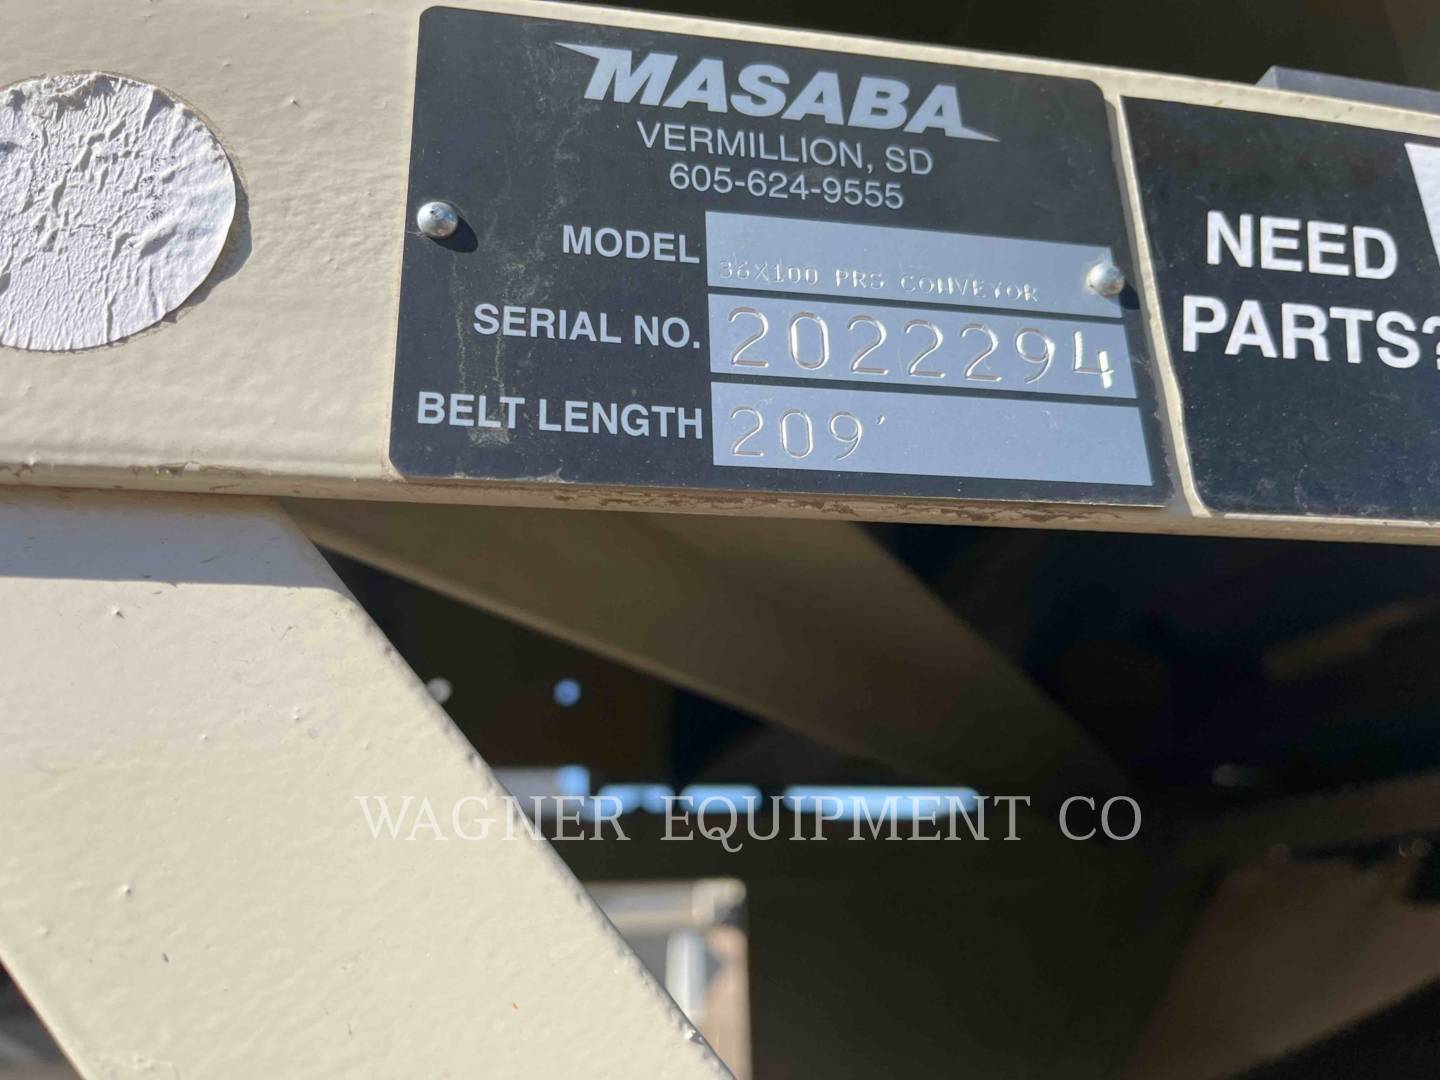 MASABA
VERMILLION, SD
605-624-9555
MODEL 36X100 PRS CONVEYOR
SERIAL NO. 2022294
BELT LENGTH 209'
NEED
PARTS?
WAGNER EQUIPMENT CO